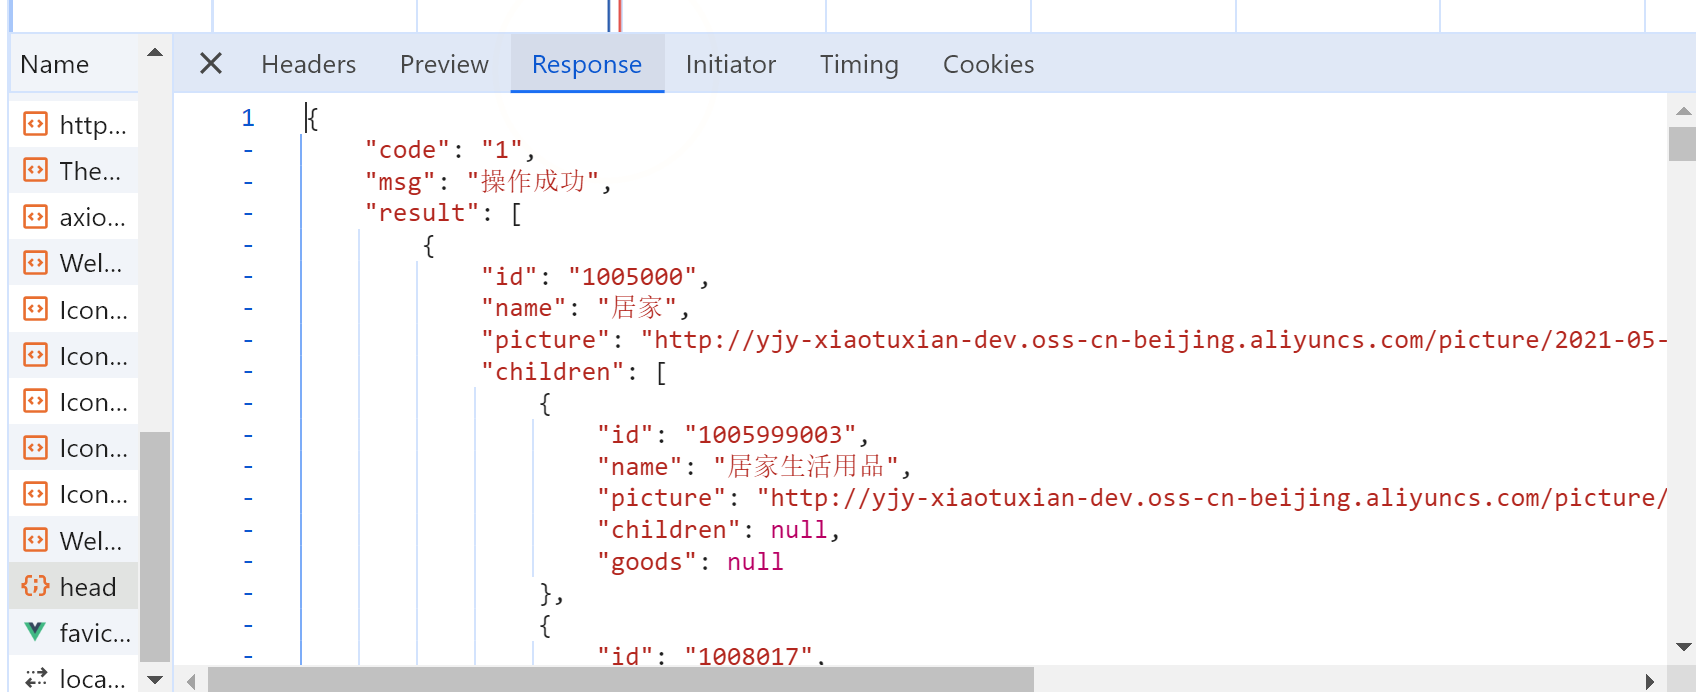 Name
Headers Preview Response Initiator Timing Cookies
http...
The...
axio...
Wel...
Icon...
Icon...
Icon...
Icon...
Icon...
Wel...
head
favic...
loca...
1 {
- "code": "1",
- "msg": "操作成功",
- "result": [
- {
- "id": "1005000",
- "name": "居家",
- "picture": "http://yjy-xiaotuxian-dev.oss-cn-beijing.aliyuncs.com/picture/2021-05-
- "children": [
- {
- "id": "1005999003",
- "name": "居家生活用品",
- "picture": "http://yjy-xiaotuxian-dev.oss-cn-beijing.aliyuncs.com/picture/
- "children": null,
- "goods": null
- },
- {
- "id": "1008017",